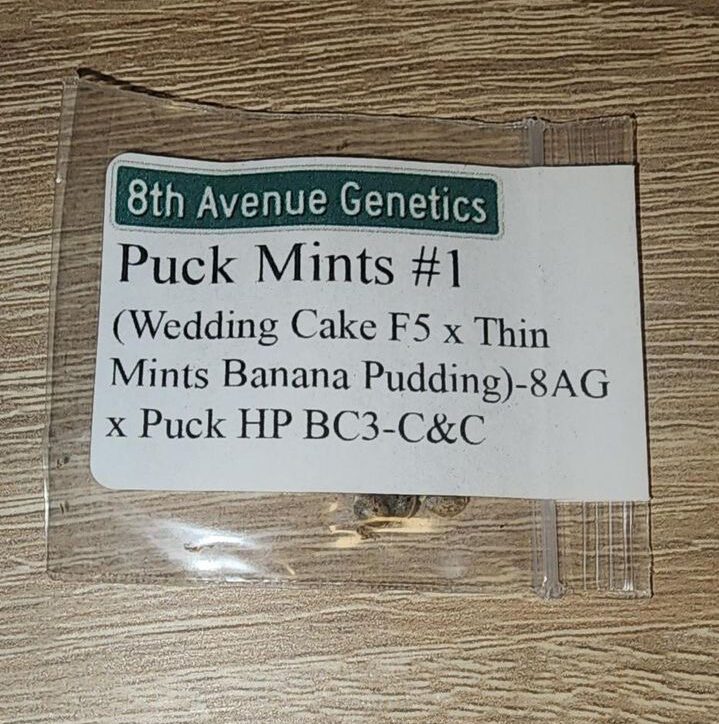 8th Avenue Genetics
Puck Mints #1
(Wedding Cake F5 x Thin
Mints Banana Pudding)-8AG
x Puck HP BC3-C&C